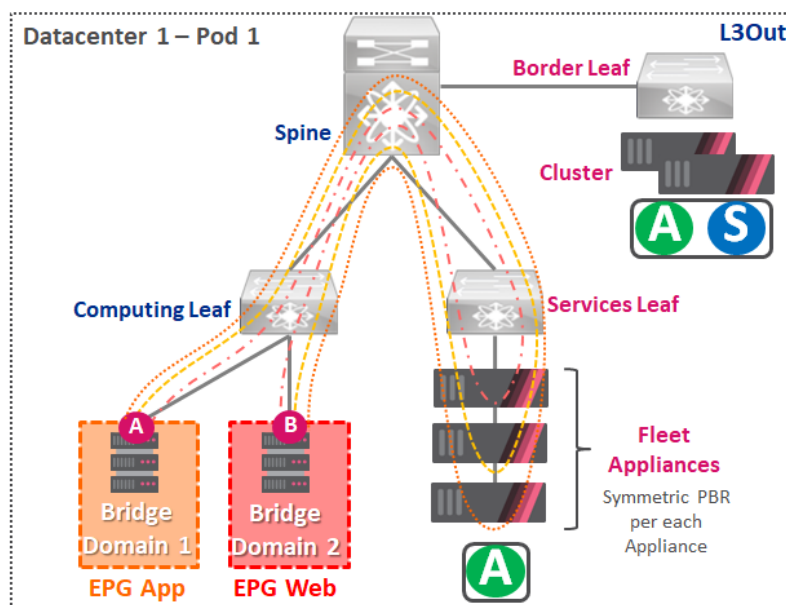 Datacenter 1 – Pod 1
L3Out
Border Leaf
Spine
Cluster
A
S
Computing Leaf
Services Leaf
A
B
Bridge
Domain 1
Bridge
Domain 2
Fleet
Appliances
Symmetric PBR
per each
Appliance
EPG App
EPG Web
A